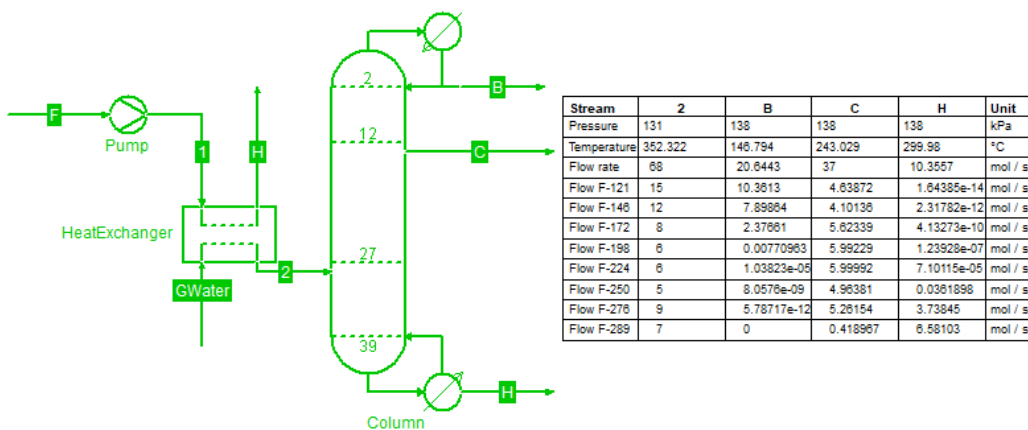 2
B
F
12
Pump
1
H
C
HeatExchanger
27
2
GWater
39
H
Column
Stream 2 B C H Unit
Pressure 131 138 138 138 kPa
Temperature 352.322 146.794 243.029 299.98 °C
Flow rate 68 20.6443 37 10.3557 mol / s
Flow F-121 15 10.3613 4.63872 1.64385e-14 mol / s
Flow F-146 12 7.89864 4.10136 2.31782e-12 mol / s
Flow F-172 8 2.37661 5.62339 4.13273e-10 mol / s
Flow F-198 6 0.00770963 5.99229 1.23928e-07 mol / s
Flow F-224 6 1.03823e-05 5.99992 7.10115e-05 mol / s
Flow F-250 5 8.0576e-09 4.96381 0.0361898 mol / s
Flow F-276 9 5.78717e-12 5.26154 3.73845 mol / s
Flow F-289 7 0 0.418967 6.58103 mol / s